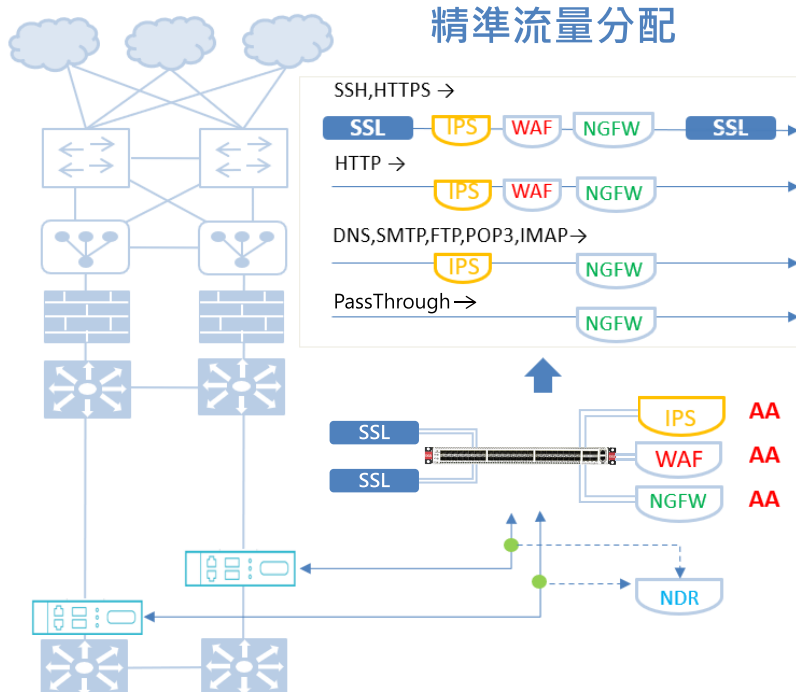 精準流量分配
SSH,HTTPS →
SSL IPS WAF NGFW SSL
HTTP →
IPS WAF NGFW
DNS,SMTP,FTP,POP3,IMAP→
IPS NGFW
PassThrough→
NGFW
IPS AA
SSL
WAF AA
SSL
NGFW AA
NDR